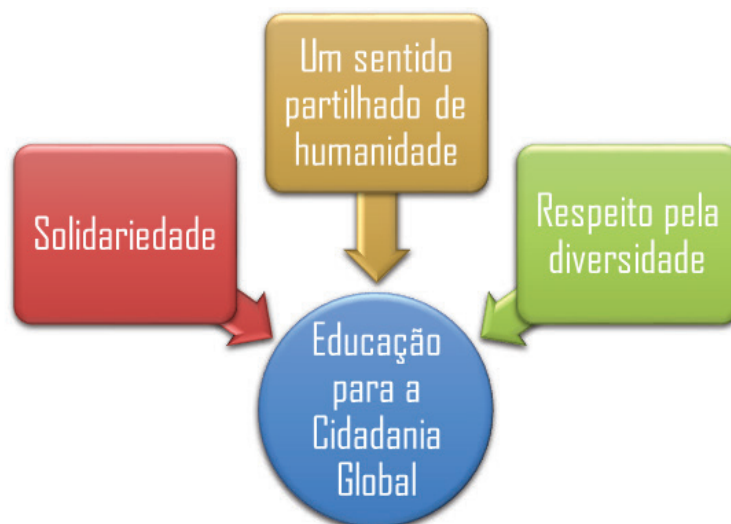 Um sentido
partilhado de
humanidade
Solidariedade
Respeito pela
diversidade
Educação
para a
Cidadania
Global